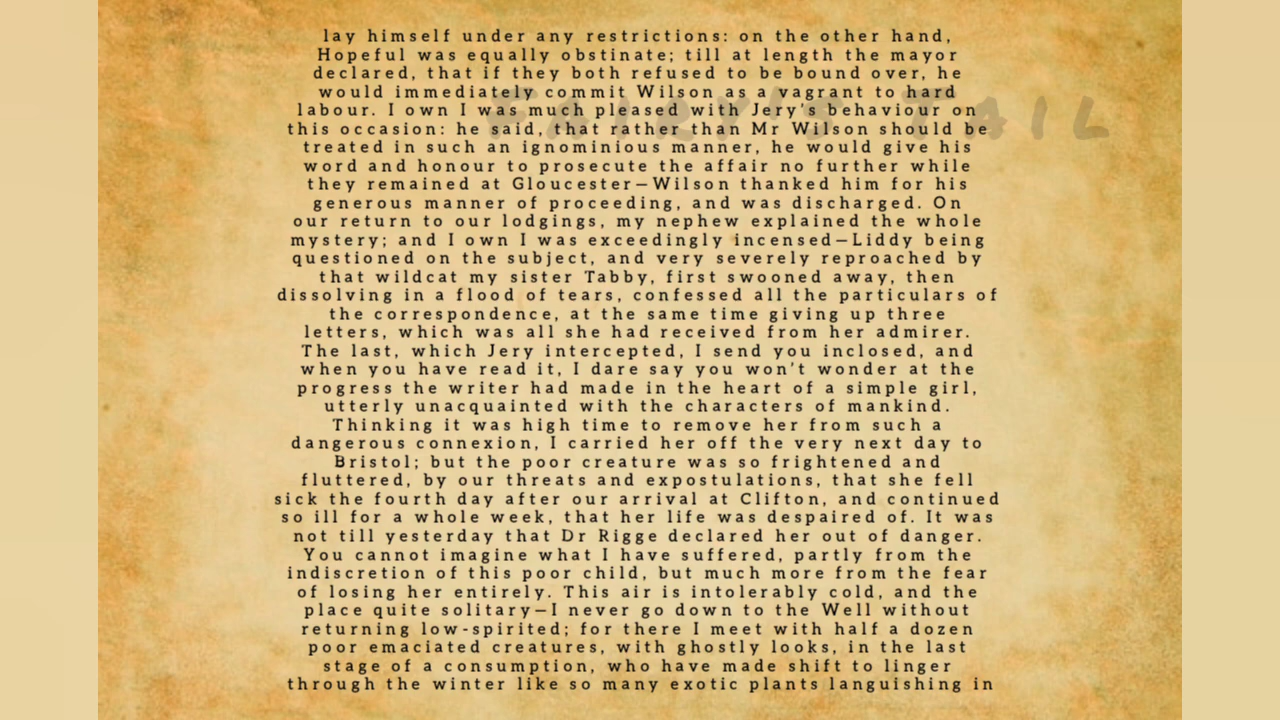 lay himself under any restrictions: on the other hand,
Hopeful was equally obstinate; till at length the mayor
declared, that if they both refused to be bound over, he
would immediately commit Wilson as a vagrant to hard
labour. I own I was much pleased with Jery's behaviour on
this occasion: he said, that rather than Mr Wilson should be
treated in such an ignominious manner, he would give his
word and honour to prosecute the affair no further while
they remained at Gloucester—Wilson thanked him for his
generous manner of proceeding, and was discharged. On
our return to our lodgings, my nephew explained the whole
mystery; and I own I was exceedingly incensed—Liddy being
questioned on the subject, and very severely reproached by
that wildcat my sister Tabby, first swooned away, then
dissolving in a flood of tears, confessed all the particulars of
the correspondence, at the same time giving up three
letters, which was all she had received from her admirer.
The last, which Jery intercepted, I send you inclosed, and
when you have read it, I dare say you won't wonder at the
progress the writer had made in the heart of a simple girl,
utterly unacquainted with the characters of mankind.
Thinking it was high time to remove her from such a
dangerous connexion, I carried her off the very next day to
Bristol; but the poor creature was so frightened and
fluttered, by our threats and expostulations, that she fell
sick the fourth day after our arrival at Clifton, and continued
so ill for a whole week, that her life was despaired of. It was
not till yesterday that Dr Rigge declared her out of danger.
You cannot imagine what I have suffered, partly from the
indiscretion of this poor child, but much more from the fear
of losing her entirely. This air is intolerably cold, and the
place quite solitary—I never go down to the Well without
returning low-spirited; for there I meet with half a dozen
poor emaciated creatures, with ghostly looks, in the last
stage of a consumption, who have made shift to linger
through the winter like so many exotic plants languishing in
TAIL